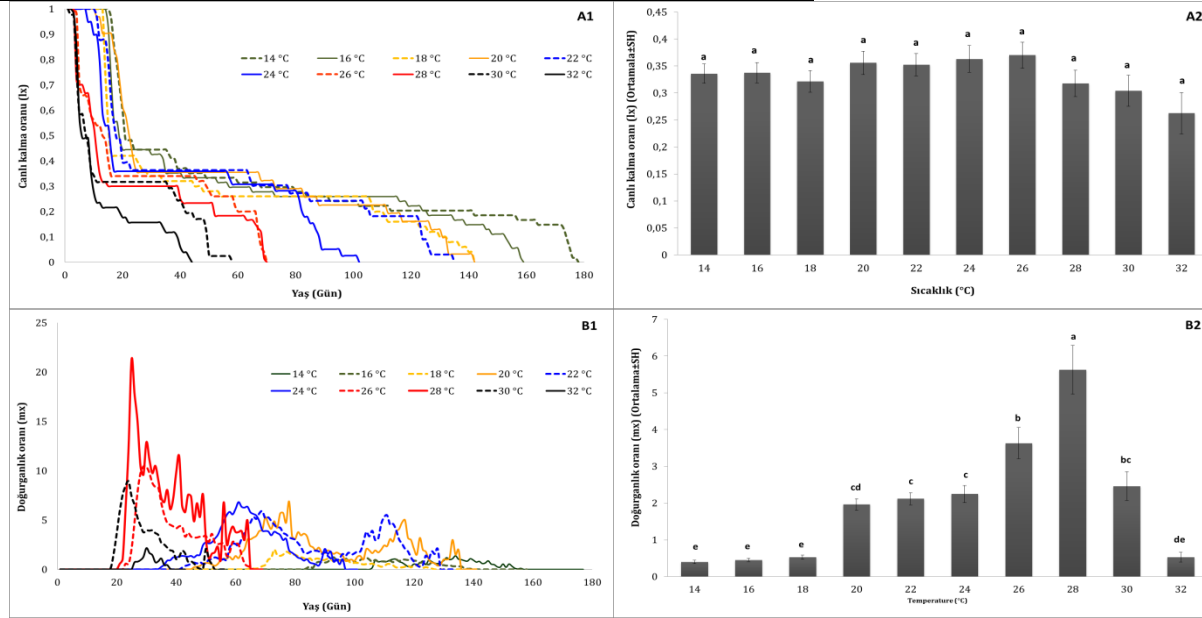 A1
1
0,9
0,8
0,7
0,6
0,5
0,4
0,3
0,2
0,1
0
Canlı kalma oranı (lx)
14 °C 16 °C 18 °C 20 °C 22 °C
24 °C 26 °C 28 °C 30 °C 32 °C
0 20 40 60 80 100 120 140 160 180
Yaş (Gün)
A2
0,45
0,4
0,35
0,3
0,25
0,2
0,15
0,1
0,05
0
Canlı kalma oranı (lx) (Ortamala±SH)
a a a a a a a a a a
14 16 18 20 22 24 26 28 30 32
Sıcaklık (°C)
B1
25
20
15
10
5
0
Doğurganlık oranı (mx)
14 °C 16 °C 18 °C 20 °C 22 °C
24 °C 26 °C 28 °C 30 °C 32 °C
0 20 40 60 80 100 120 140 160 180
Yaş (Gün)
B2
7
6
5
4
3
2
1
0
Doğurganlık oranı (mx) (Ortalama±SH)
e e e cd c c b a bc de
14 16 18 20 22 24 26 28 30 32
Temperature (°C)